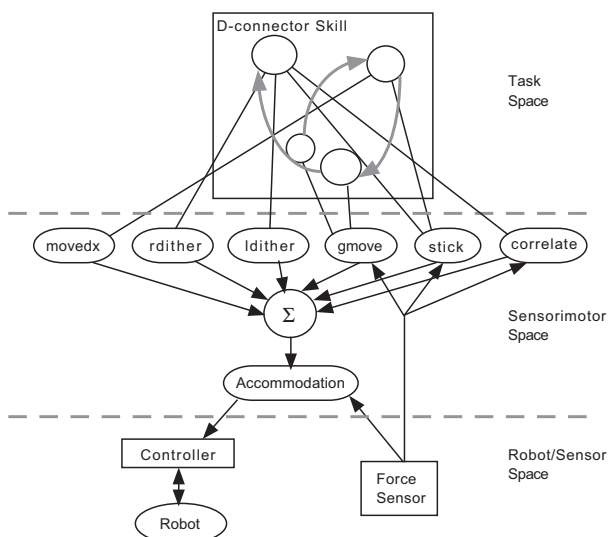 D-connector Skill
Task
Space
movedx
rdither
ldither
gmove
stick
correlate
Σ
Sensorimotor
Space
Accommodation
Controller
Force
Sensor
Robot/Sensor
Space
Robot